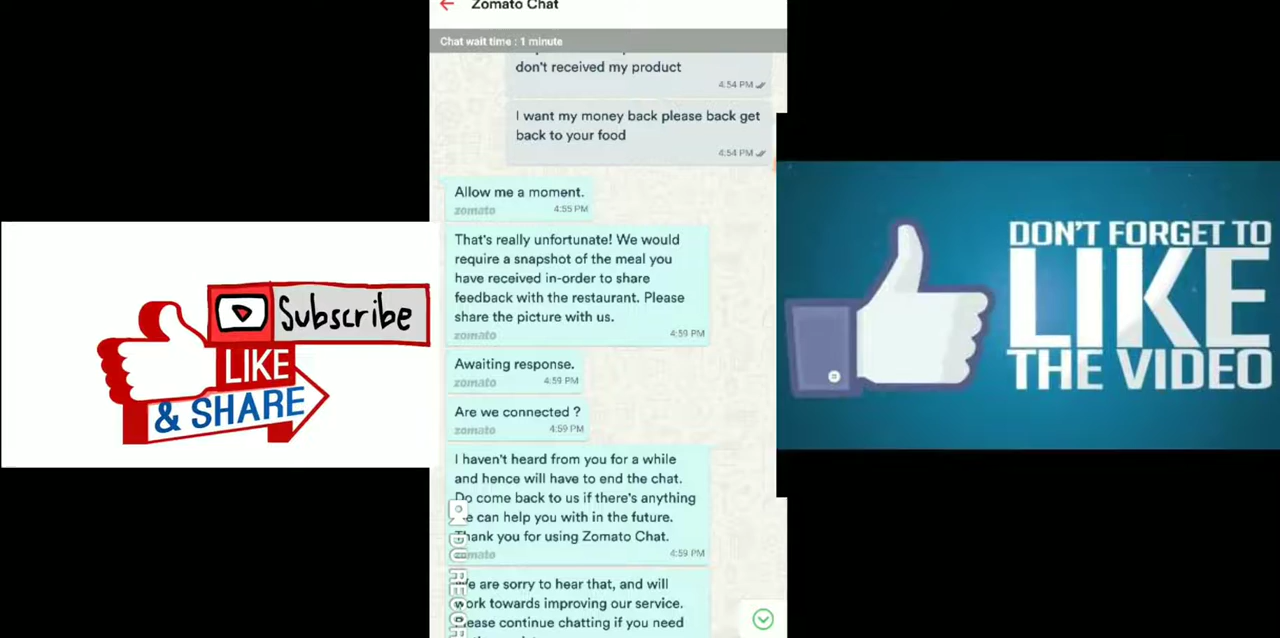 Zomato Chat
Chat wait time : 1 minute
don't received my product
4:54 PM
I want my money back please back get
back to your food
4:54 PM
Allow me a moment.
zomato 4:55 PM
That's really unfortunate! We would
require a snapshot of the meal you
have received in-order to share
feedback with the restaurant. Please
share the picture with us.
zomato 4:59 PM
Awaiting response.
zomato 4:59 PM
Are we connected ?
zomato 4:59 PM
I haven't heard from you for a while
and hence will have to end the chat.
Do come back to us if there's anything
we can help you with in the future.
Thank you for using Zomato Chat.
zomato 4:59 PM
We are sorry to hear that, and will
work towards improving our service.
Please continue chatting if you need
DU RECOR
Subscribe
LIKE
& SHARE
DON'T FORGET TO
LIKE
THE VIDEO